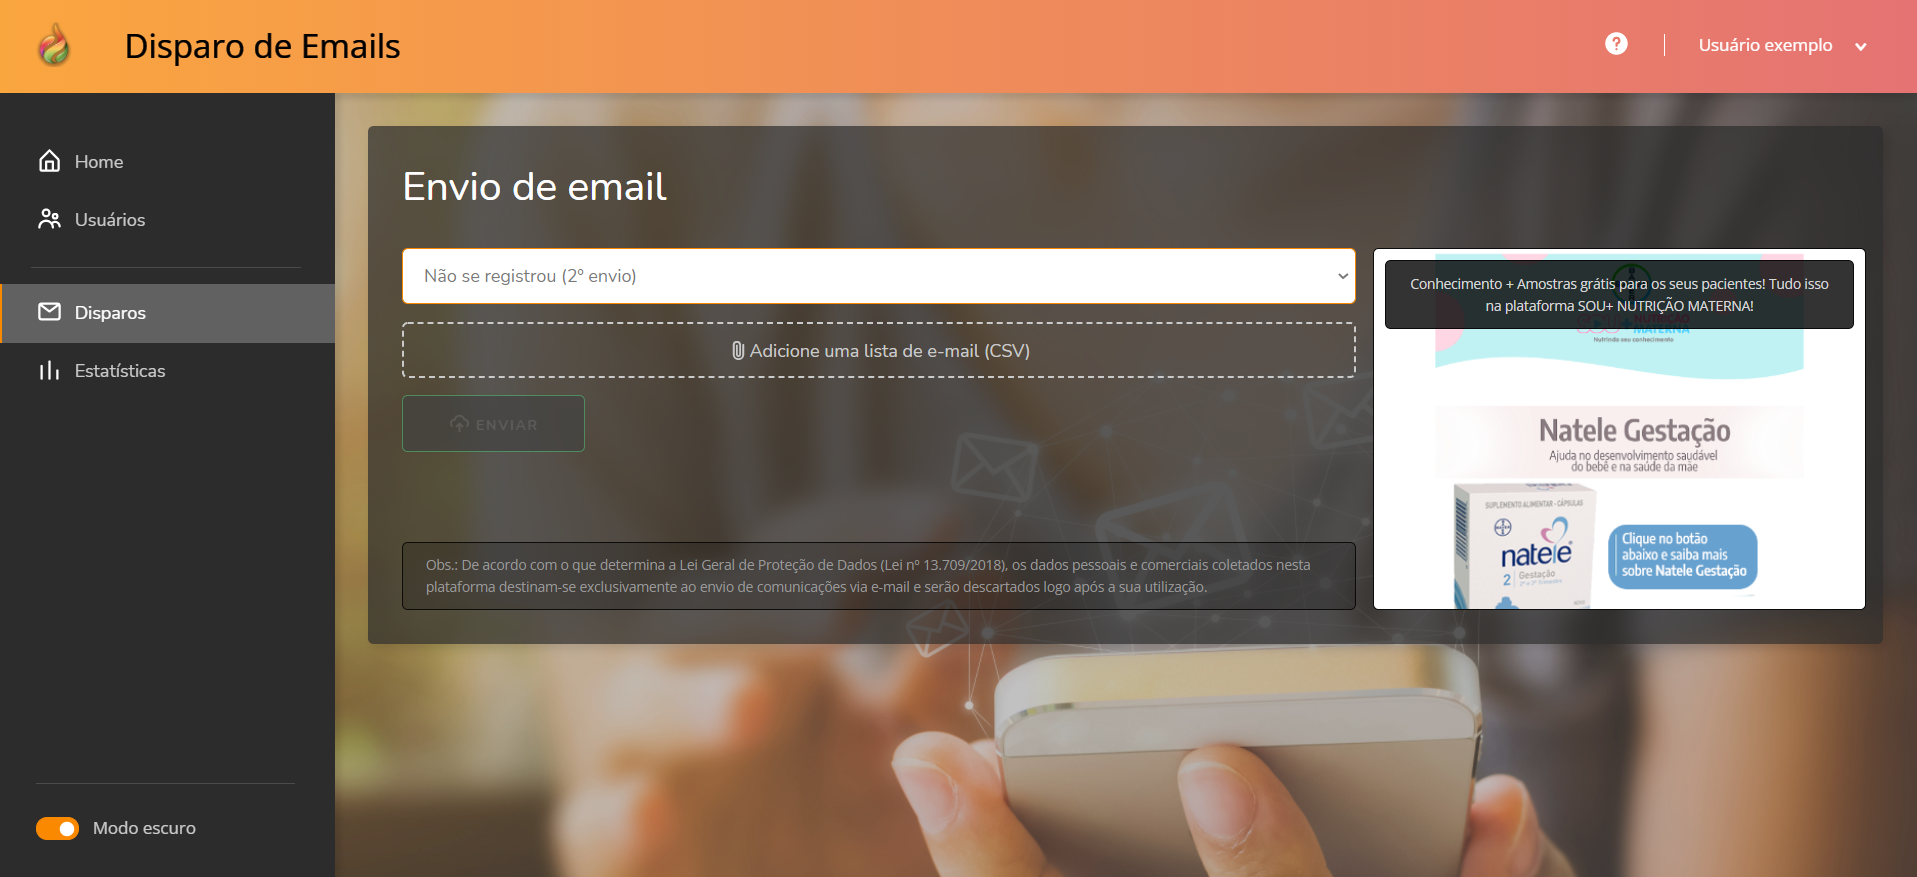 Disparo de Emails
?
Usuário exemplo
Home
Usuários
Disparos
Estatísticas
Modo escuro
Envio de email
Não se registrou (2º envio)
Adicione uma lista de e-mail (CSV)
ENVIAR
Obs.: De acordo com o que determina a Lei Geral de Proteção de Dados (Lei nº 13.709/2018), os dados pessoais e comerciais coletados nesta
plataforma destinam-se exclusivamente ao envio de comunicações via e-mail e serão descartados logo após a sua utilização.
Conhecimento + Amostras grátis para os seus pacientes! Tudo isso
na plataforma SOU+ NUTRIÇÃO MATERNA!
NUTRIÇÃO
MATERNA
Nutrindo seu conhecimento
Natele Gestação
Ajuda no desenvolvimento saudável
do bebê e na saúde da mãe
SUPLEMENTO ALIMENTAR - CÁPSULAS
natele
2 Gestação
Clique no botão
abaixo e saiba mais
sobre Natele Gestação